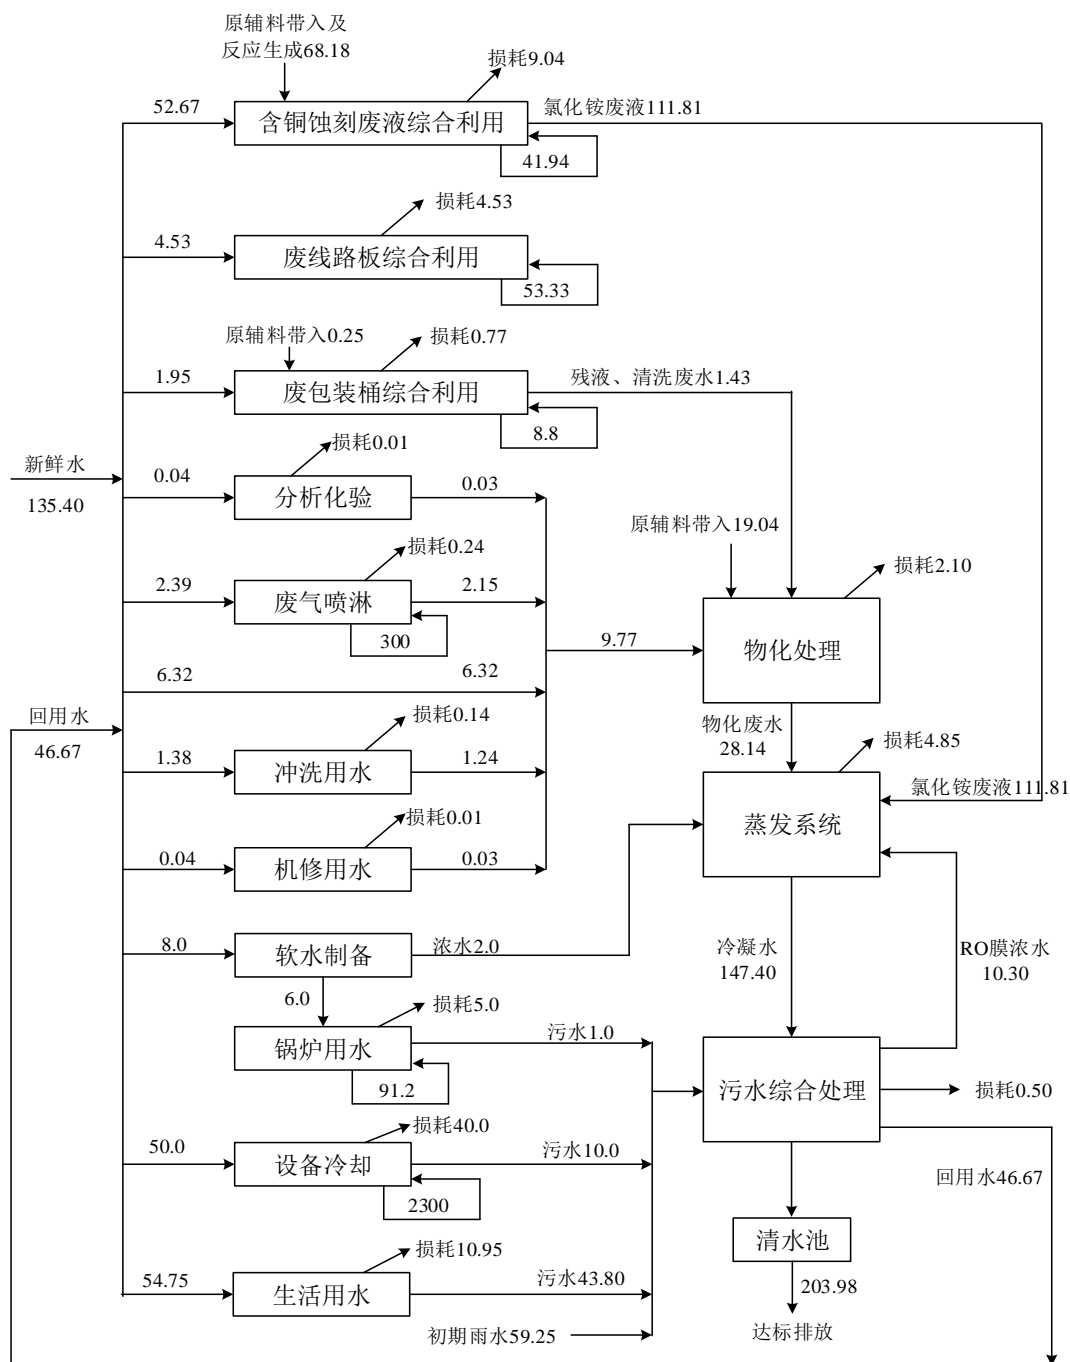 原辅料带入及
反应生成68.18
损耗9.04
52.67
含铜蚀刻废液综合利用
氯化铵废液111.81
41.94
损耗4.53
4.53
废线路板综合利用
53.33
原辅料带入0.25
损耗0.77
1.95
废包装桶综合利用
残液、清洗废水1.43
8.8
损耗0.01
新鲜水
135.40
0.04
分析化验
0.03
原辅料带入19.04
损耗0.24
损耗2.10
2.39
废气喷淋
2.15
300
9.77
物化处理
6.32
6.32
回用水
46.67
损耗0.14
物化废水
28.14
损耗4.85
1.38
冲洗用水
1.24
氯化铵废液111.81
蒸发系统
损耗0.01
0.04
机修用水
0.03
8.0
软水制备
浓水2.0
冷凝水
147.40
RO膜浓水
10.30
6.0
损耗5.0
锅炉用水
污水1.0
91.2
污水综合处理
损耗0.50
损耗40.0
50.0
设备冷却
污水10.0
2300
回用水46.67
清水池
损耗10.95
54.75
生活用水
污水43.80
203.98
初期雨水59.25
达标排放